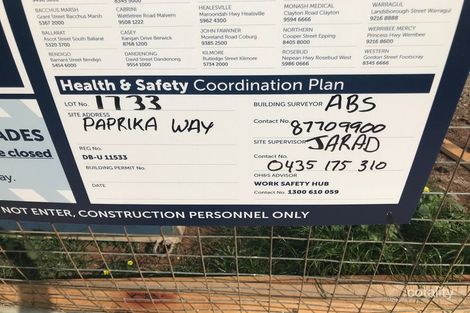 BACCHUS MARSH
Grant Street Bacchus Marsh
5367 2000
CABRINI
Wattletree Road Malvern
9508 1222
HEALESVILLE
Maroondah Hwy Healesville
5962 4300
MONASH MEDICAL
Clayton Road Clayton
9594 6666
WARRAGUL
Landsborough Street Warragul
BALLARAT
Ascot Street South Ballarat
5320 3700
CASEY
Kangan Drive Berwick
8768 1200
JOHN FAWKNER
Moreland Road Coburg
9385 2500
NORTHERN
Cooper Street Epping
8405 8000
WERRIBEE MERCY
Princes Hwy Werribee
BENDIGO
Barnard Street Bendigo
5454 6000
DANDENONG
David Street Dandenong
KILMORE
Rutledge Street Kilmore
5734 2000
ROSEBUD
Nepean Hwy Rosebud West
5986 0666
WESTERN
Gordon Street Footscray
8345 6666
Health & Safety Coordination Plan
LOT No. 1733
SITE ADDRESS
PAPRIKA WAY
REG No.
DB-U 11533
BUILDING PERMIT No.
DATE
BUILDING SURVEYOR ABS
Contact No. 87709900
SITE SUPERVISOR JARAD
Contact No. 0435 175 310
OH&S ADVISOR
WORK SAFETY HUB
Contact No. 1300 610 059
ADES
e closed
ay.
NOT ENTER, CONSTRUCTION PERSONNEL ONLY